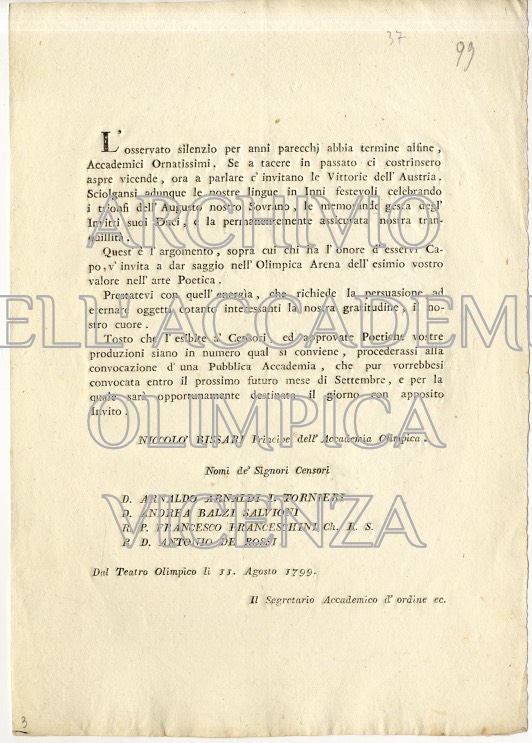 37
99
L'osservato silenzio per anni parecchj abbia termine alfine,
Accademici Ornatissimi. Se a tacere in passato ci costrinsero
aspre vicende, ora a parlare c'invitano le Vittorie dell'Austria.
Sciolgansi adunque le nostre lingue in Inni festevoli celebrando
i trionfi dell'Augusto nostro Sovrano, le memorande gesta degl'
Invitti suoi Duci, e la permanentemente assicurata nostra tran-
quillità.
Quest'è l'argomento, sopra cui chi ha l'onore d'esservi Ca-
po, v'invita a dar saggio nell'Olimpica Arena dell'esimio vostro
valore nell'arte Poetica.
Prestatevi con quell'energia, che richiede la persuasione ad
eternare oggetti cotanto interessanti la nostra gratitudine, il no-
stro cuore.
Tosto che l'esibite a' Censori, ed approvate Poetiche vostre
produzioni siano in numero qual si conviene, procederassi alla
convocazione d'una Pubblica Accademia, che pur vorrebbesi
convocata entro il prossimo futuro mese di Settembre, e per la
quale sarà opportunamente destinato il giorno con apposito
Invito.
NICCOLO' BISSARI Principe dell'Accademia Olimpica.
Nomi de' Signori Censori
D. ARNALDO ARNALDI I. TORNIERI
D. ANDREA BALZI SALVIONI
R. P. FRANCESCO FRANCESCHINI Ch. R. S.
P. D. ANTONIO DE ROSSI
Dal Teatro Olimpico li 11. Agosto 1799.
Il Segretario Accademico d'ordine ec.
3
ARCHIVIO
ELL'ACCADEM
OLIMPICA
VICENZA